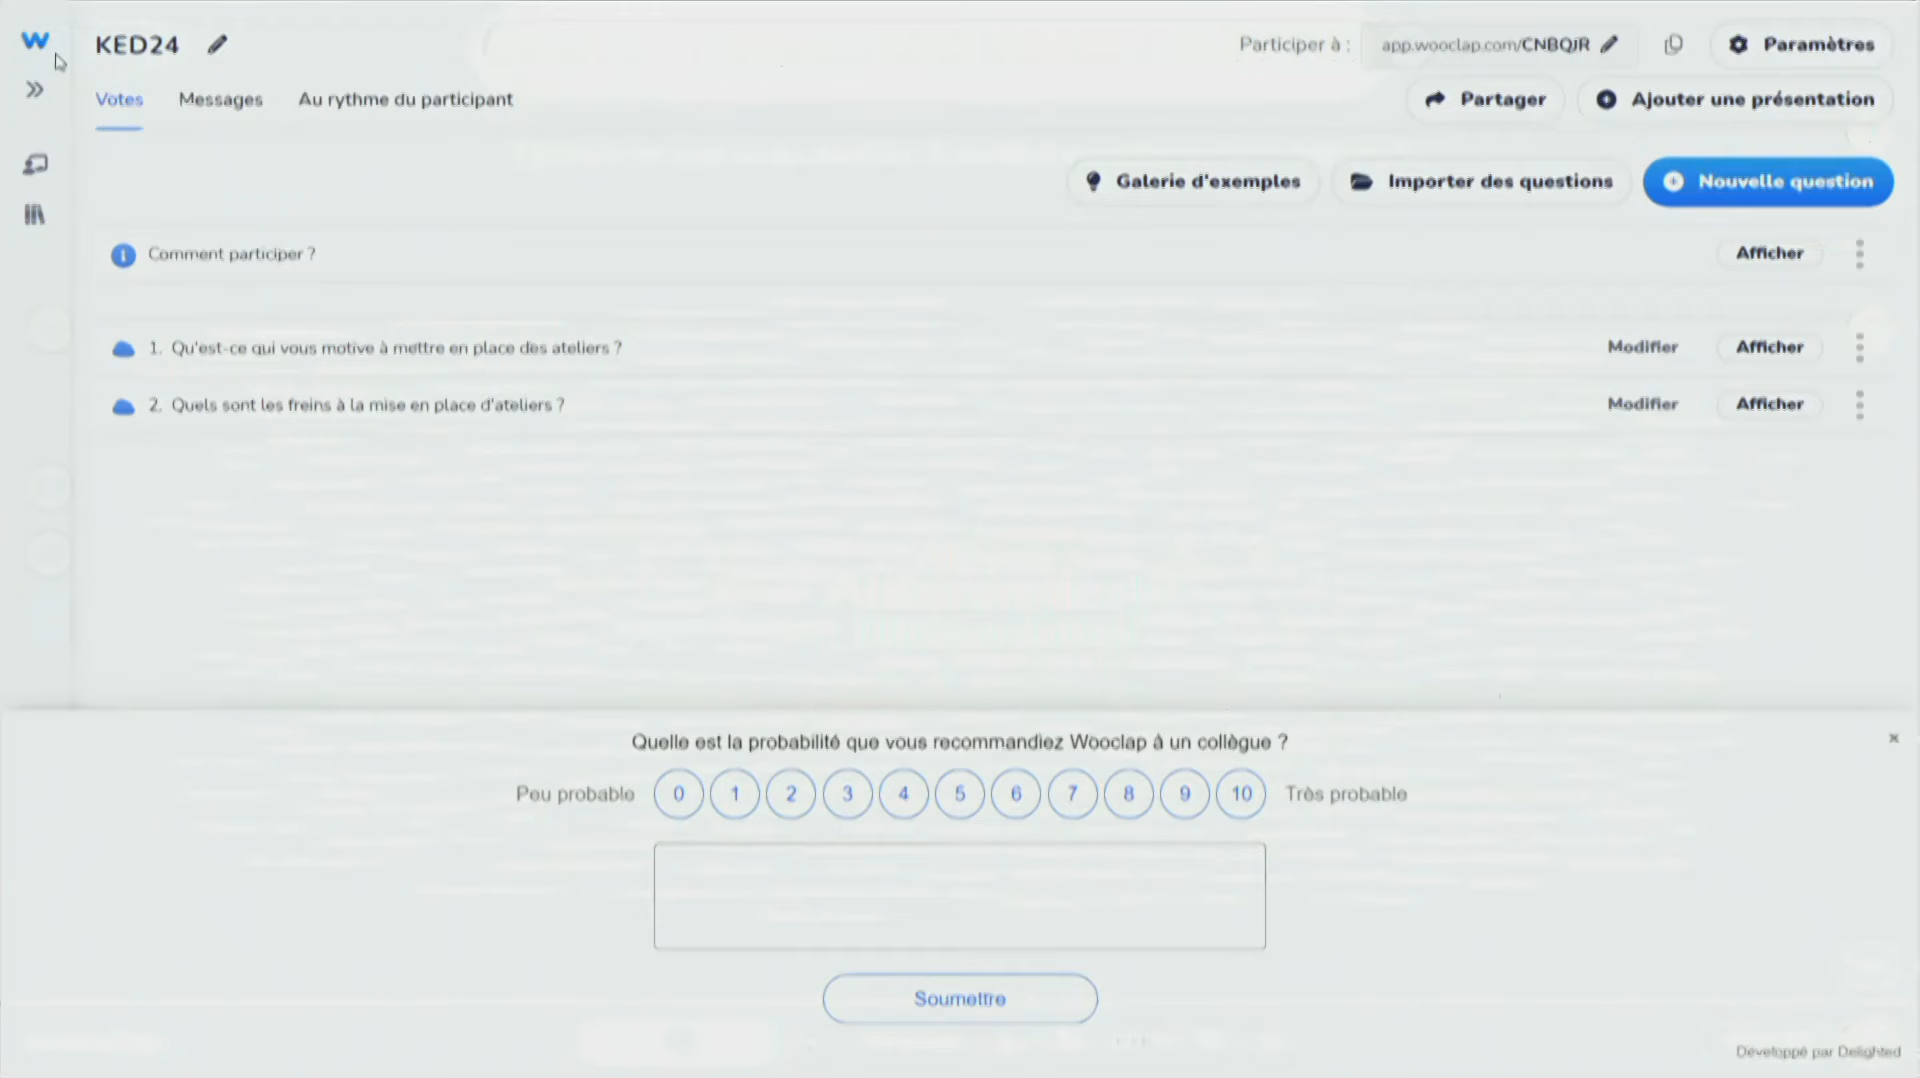 W KED24 Participer à : app.wooclap.com/CNBQJR Paramètres
Votes Messages Au rythme du participant Partager Ajouter une présentation
Galerie d'exemples Importer des questions Nouvelle question
Comment participer ? Afficher
1. Qu'est-ce qui vous motive à mettre en place des ateliers ? Modifier Afficher
2. Quels sont les freins à la mise en place d'ateliers ? Modifier Afficher
Quelle est la probabilité que vous recommandiez Wooclap à un collègue ?
Peu probable 0 1 2 3 4 5 6 7 8 9 10 Très probable
Soumettre
Développé par Delighted